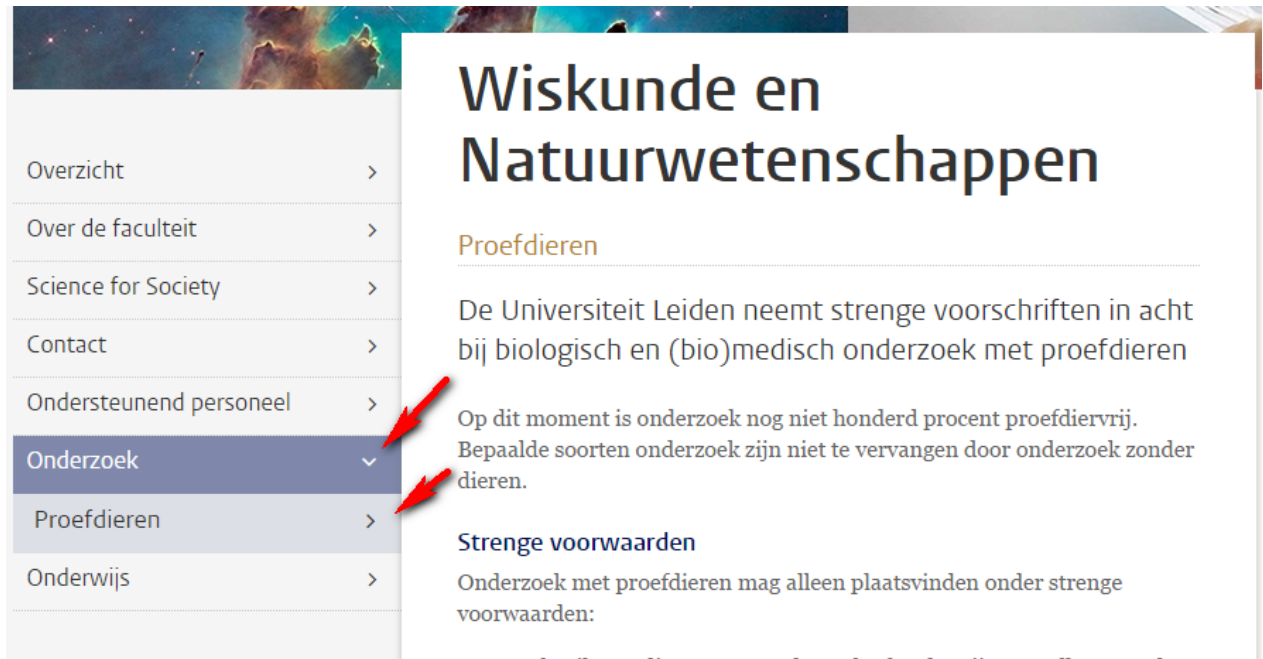 Overzicht
Over de faculteit
Science for Society
Contact
Ondersteunend personeel
Onderzoek
Proefdieren
Onderwijs
Wiskunde en
Natuurwetenschappen
Proefdieren
De Universiteit Leiden neemt strenge voorschriften in acht
bij biologisch en (bio)medisch onderzoek met proefdieren
Op dit moment is onderzoek nog niet honderd procent proefdiervrij.
Bepaalde soorten onderzoek zijn niet te vervangen door onderzoek zonder
dieren.
Strenge voorwaarden
Onderzoek met proefdieren mag alleen plaatsvinden onder strenge
voorwaarden: